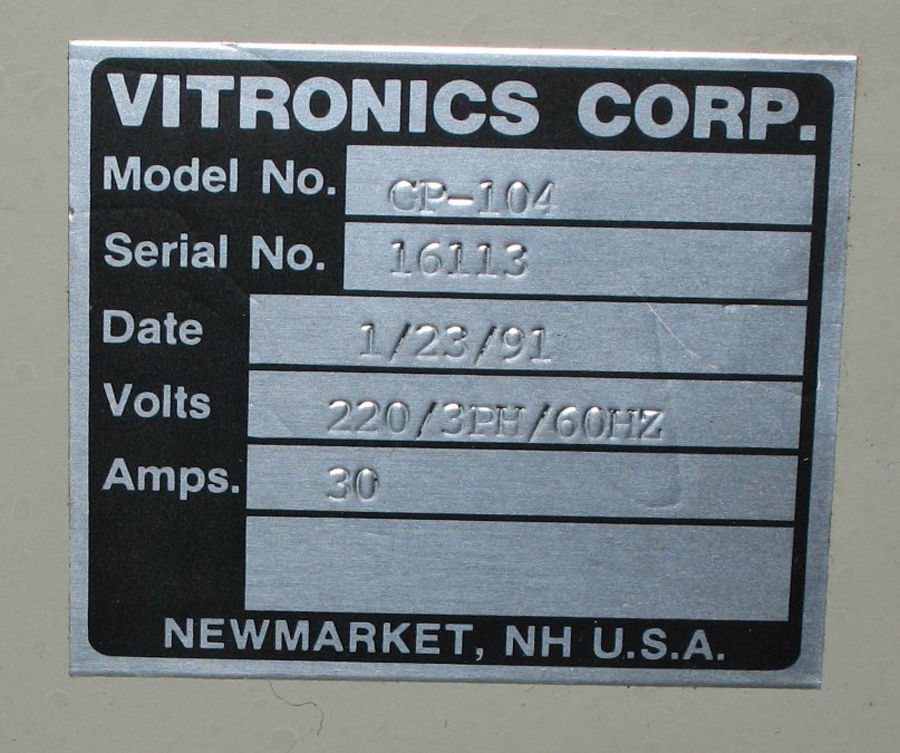 VITRONICS CORP.
Model No. CP-104
Serial No. 16113
Date 1/23/91
Volts 220/3PH/60HZ
Amps. 30
NEWMARKET, NH U.S.A.